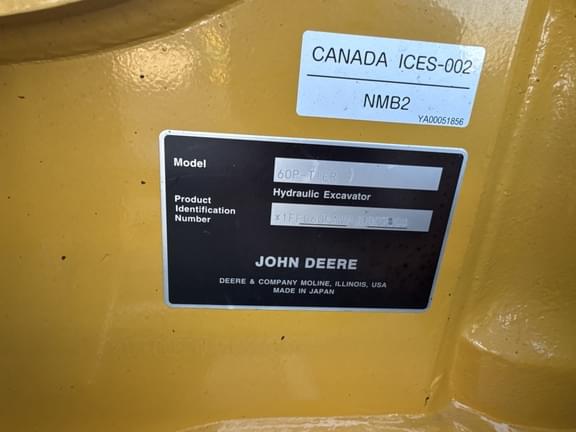 CANADA ICES-002
NMB2
YA00051856
Model
Hydraulic Excavator
Product
Identification
Number
JOHN DEERE
DEERE & COMPANY MOLINE, ILLINOIS, USA
MADE IN JAPAN